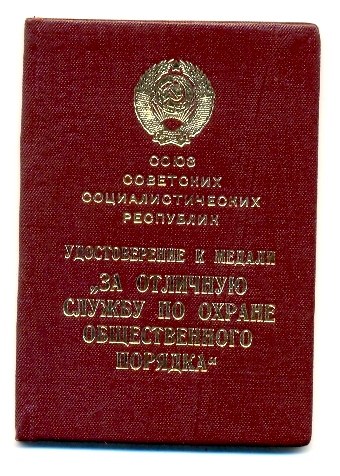 СОЮЗ
СОВЕТСКИХ
СОЦИАЛИСТИЧЕСКИХ
РЕСПУБЛИК
УДОСТОВЕРЕНИЕ К МЕДАЛИ
„ЗА ОТЛИЧНУЮ
СЛУЖБУ ПО ОХРАНЕ
ОБЩЕСТВЕННОГО
ПОРЯДКА“